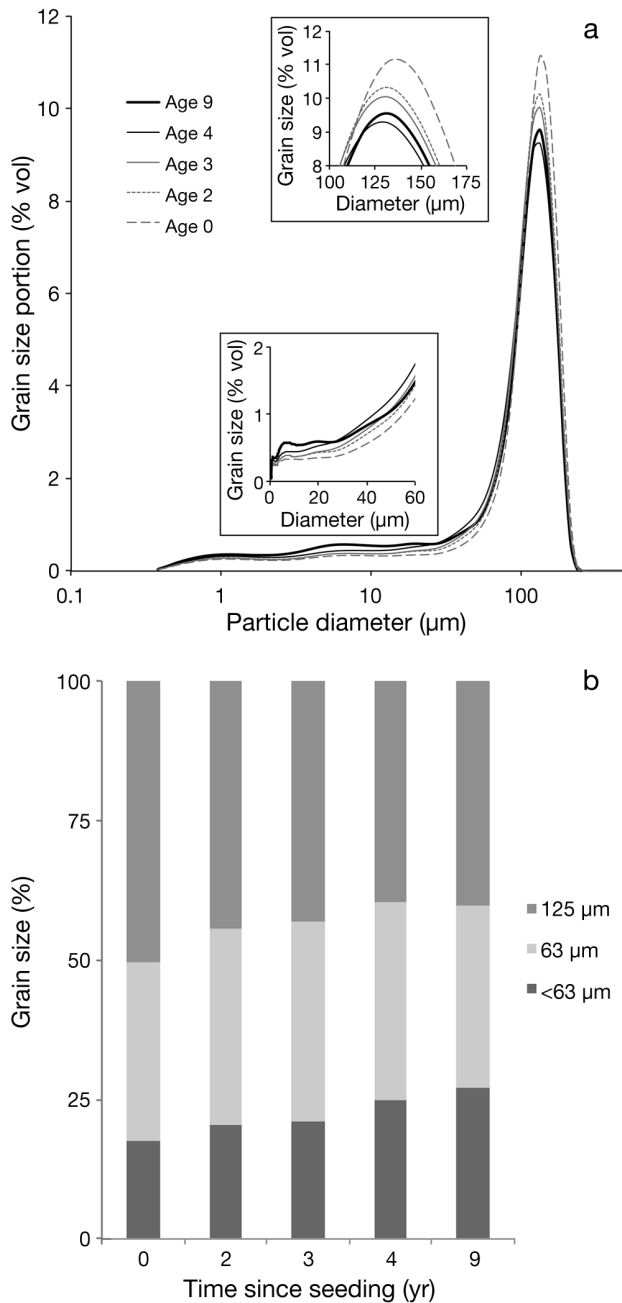 a
12
10
8
6
4
2
0
Grain size portion (% vol)
0.1
1
10
100
Particle diameter (µm)
Age 9
Age 4
Age 3
Age 2
Age 0
12
11
10
9
8
Grain size (% vol)
100
125
150
175
Diameter (µm)
2
1
0
Grain size (% vol)
0
20
40
60
Diameter (µm)
b
100
75
50
25
0
Grain size (%)
0
2
3
4
9
Time since seeding (yr)
125 µm
63 µm
<63 µm